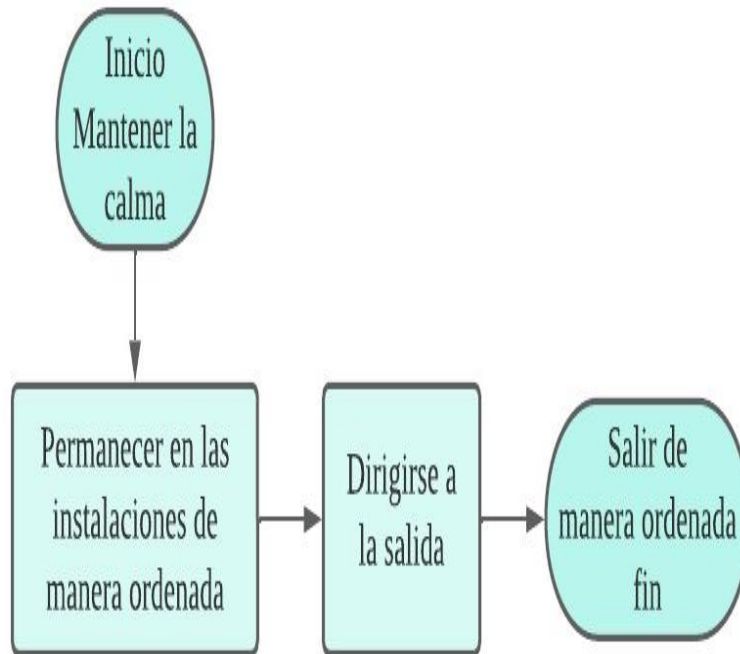 Inicio
Mantener la
calma
Permanecer en las
instalaciones de
manera ordenada
Dirigirse a
la salida
Salir de
manera ordenada
fin